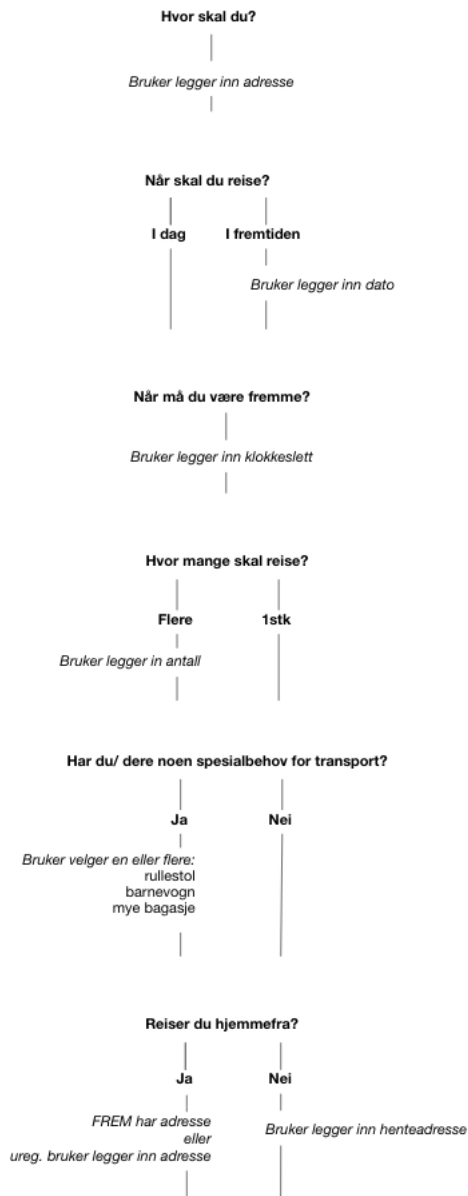 Hvor skal du?
Bruker legger inn adresse
Når skal du reise?
I dag
I fremtiden
Bruker legger inn dato
Når må du være fremme?
Bruker legger inn klokkeslett
Hvor mange skal reise?
Flere
1stk
Bruker legger in antall
Har du/ dere noen spesialbehov for transport?
Ja
Nei
Bruker velger en eller flere:
rullestol
barnevogn
mye bagasje
Reiser du hjemmefra?
Ja
Nei
FREM har adresse
eller
ureg. bruker legger inn adresse
Bruker legger inn henteadresse